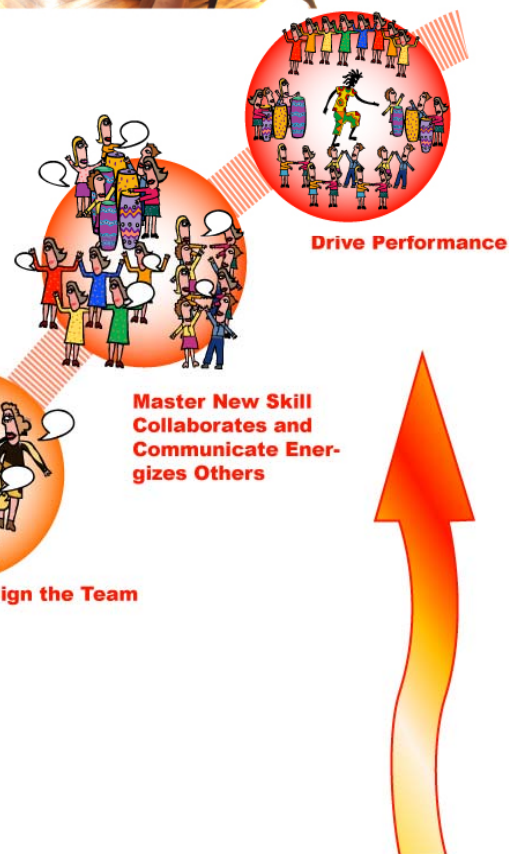 Drive Performance
Master New Skill
Collaborates and
Communicate Ener-
gizes Others
ign the Team